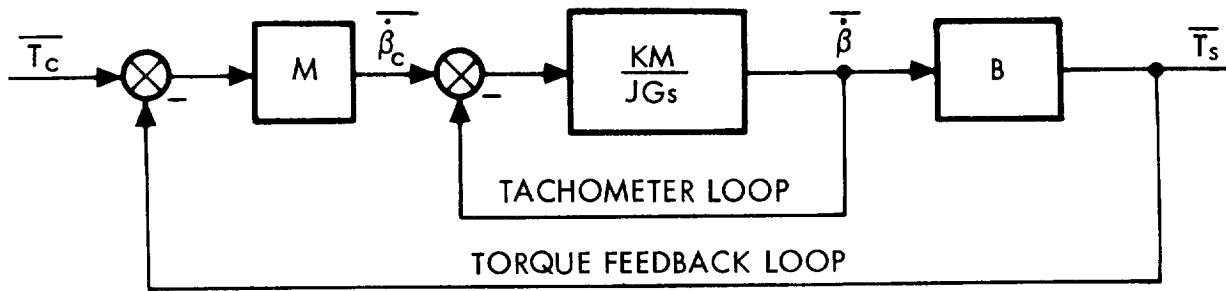 T̅c̅
−
M
β̇c
−
KM
JGs
β̇
B
T̅s̅
TACHOMETER LOOP
TORQUE FEEDBACK LOOP